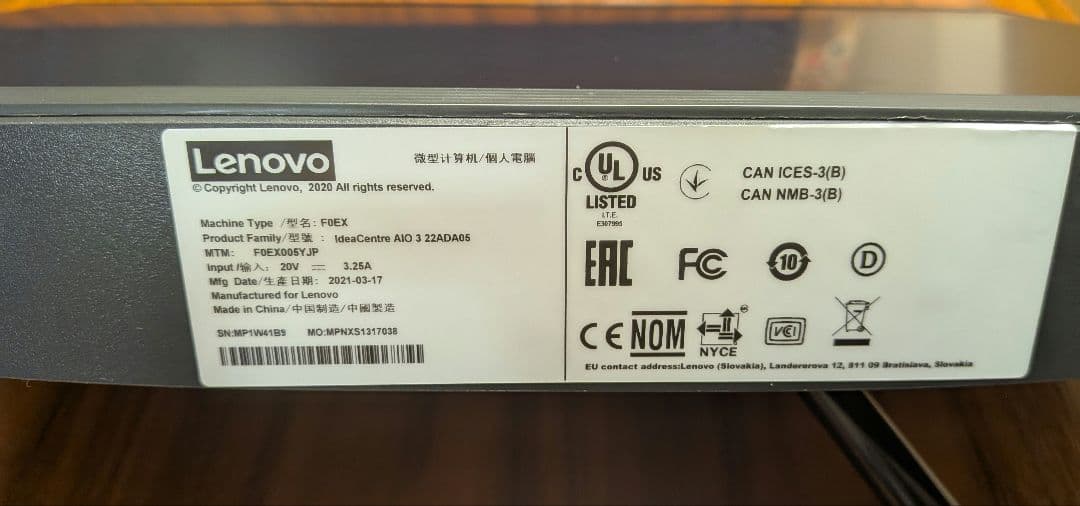 Lenovo
微型计算机/個人電腦
© Copyright Lenovo, 2020 All rights reserved.
Machine Type /型名: F0EX
Product Family/型號 : IdeaCentre AIO 3 22ADA05
MTM: F0EX005YJP
Input/输入: 20V ⎓ 3.25A
Mfg Date/生產日期: 2021-03-17
Manufactured for Lenovo
Made in China/中国制造/中國製造
SN:MP1W41B9 MO:MPNXS1317038
C UL ® US
LISTED
I.T.E.
E307995
CAN ICES-3(B)
CAN NMB-3(B)
EAC FC 10 D
CE NOM NYCE VCCI
EU contact address:Lenovo (Slovakia), Landererova 12, 811 09 Bratislava, Slovakia